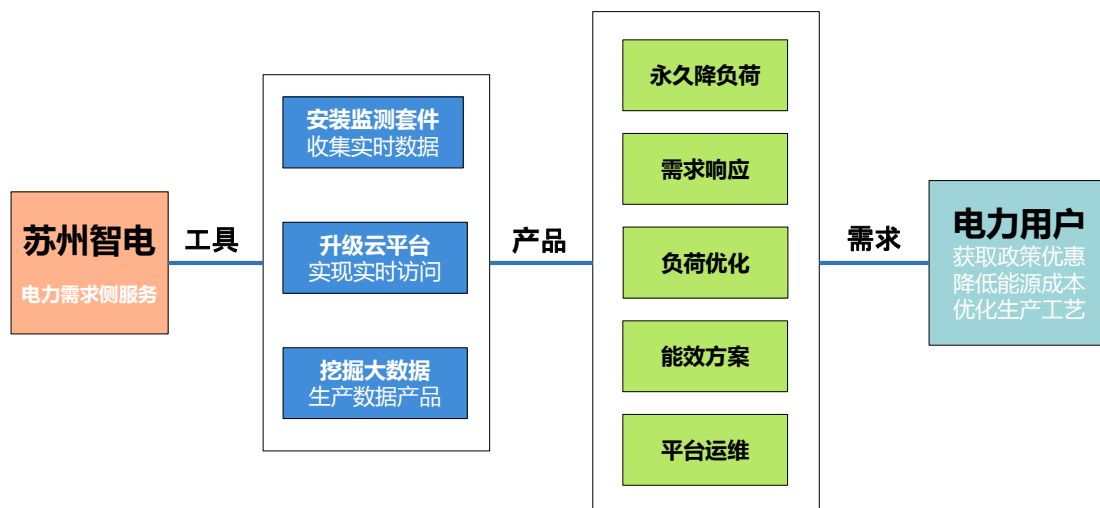 苏州智电
电力需求侧服务
工具
安装监测套件
收集实时数据
升级云平台
实现实时访问
挖掘大数据
生产数据产品
产品
永久降负荷
需求响应
负荷优化
能效方案
平台运维
需求
电力用户
获取政策优惠
降低能源成本
优化生产工艺